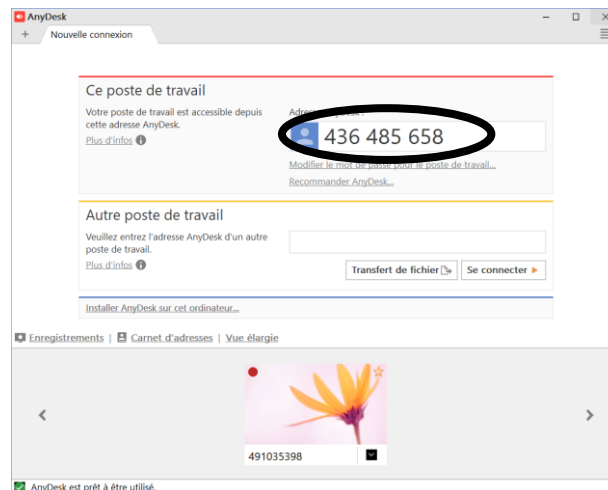 AnyDesk
+ Nouvelle connexion
Ce poste de travail
Votre poste de travail est accessible depuis
cette adresse AnyDesk.
Plus d'infos
436 485 658
Modifier le mot de passe pour le poste de travail...
Recommander AnyDesk...
Autre poste de travail
Veuillez entrez l'adresse AnyDesk d'un autre
poste de travail.
Plus d'infos
Transfert de fichier Se connecter
Installer AnyDesk sur cet ordinateur...
Enregistrements | Carnet d'adresses | Vue élargie
491035398
AnyDesk est prêt à être utilisé.